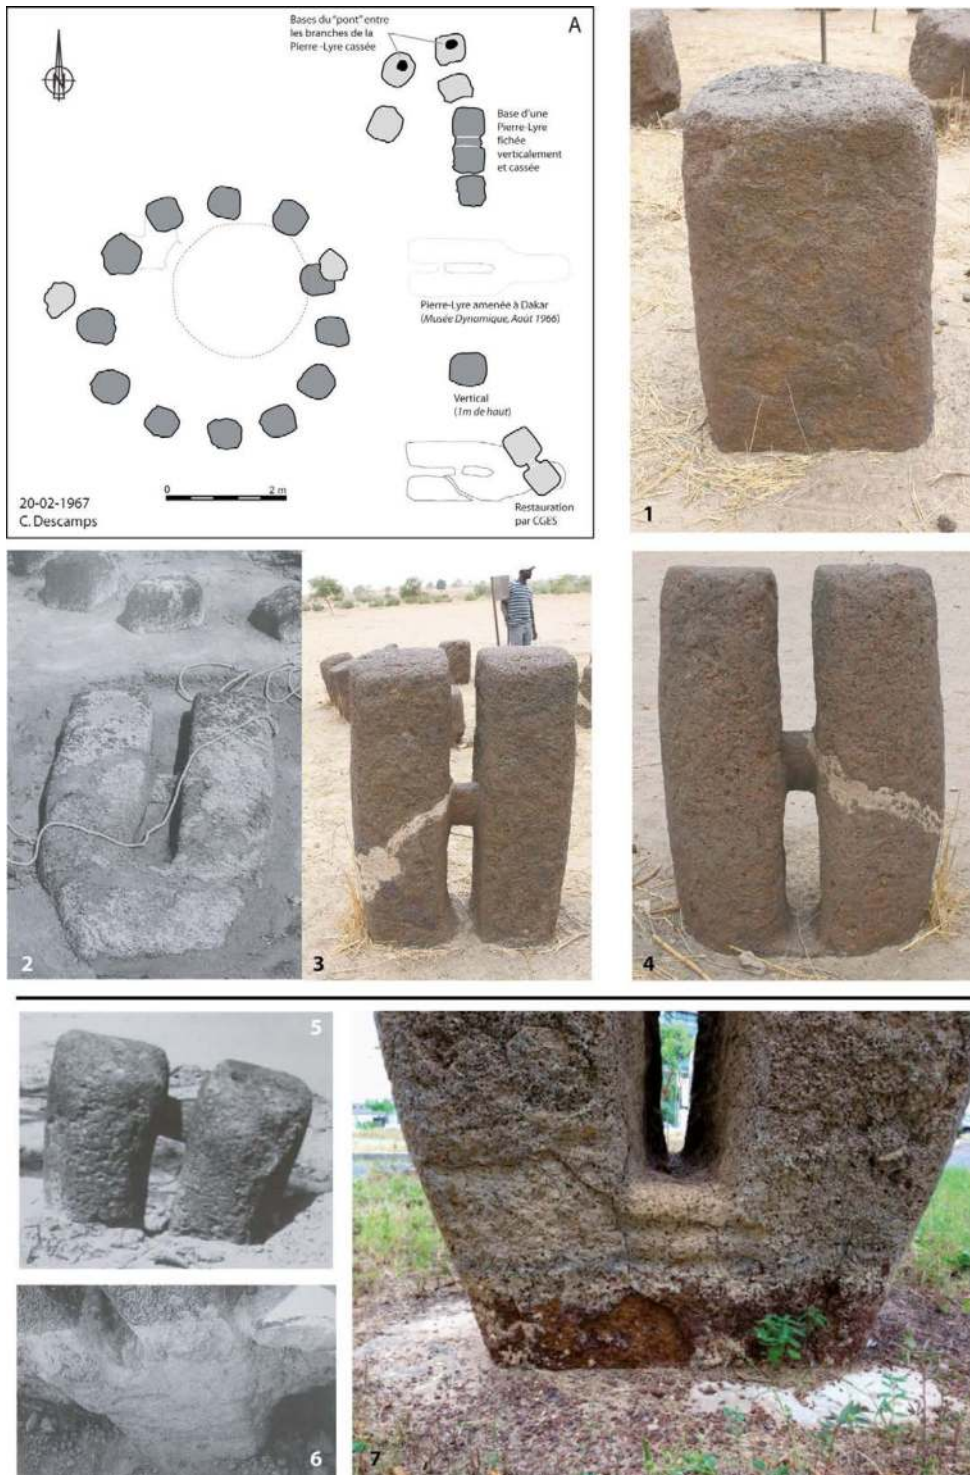 Bases du "pont" entre
les branches de la
Pierre -Lyre cassée
A
N
Base d'une
Pierre-Lyre
fichée
verticalement
et cassée
Pierre-Lyre amenée à Dakar
(Musée Dynamique, Août 1966)
Vertical
(1m de haut)
0 2 m
20-02-1967
C. Descamps
Restauration
par CGES
1
2
3
4
5
6
7